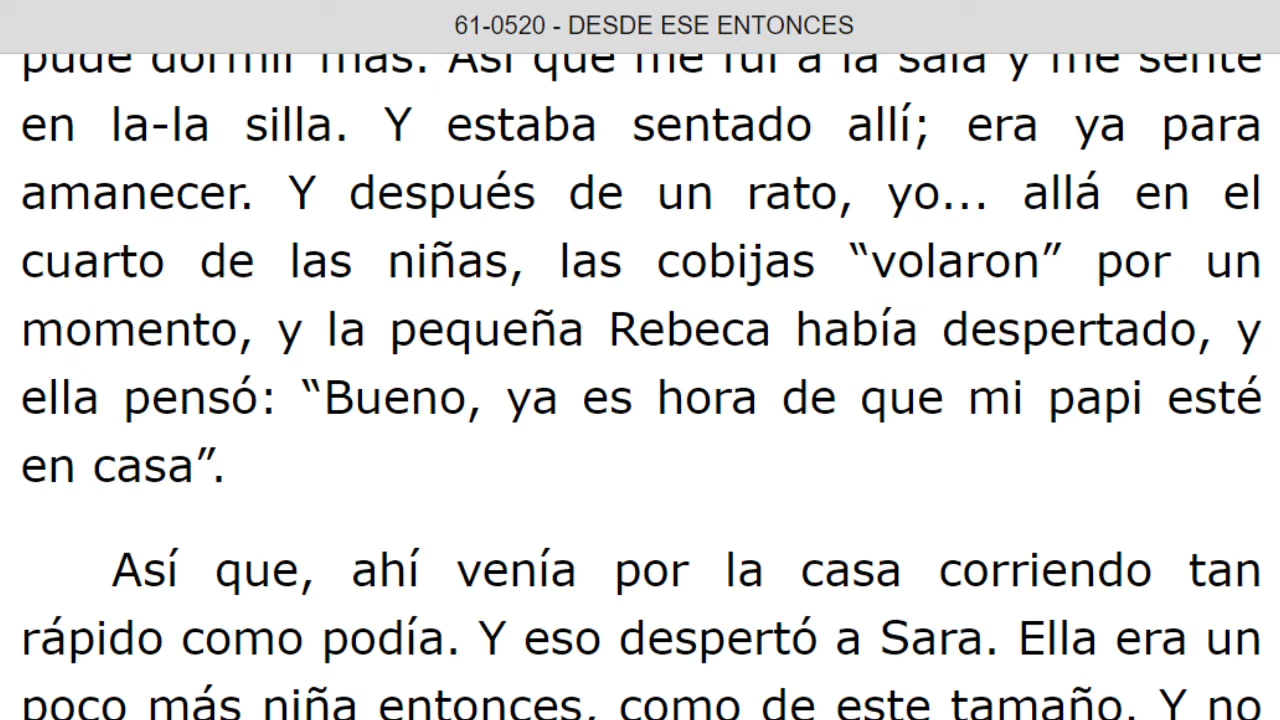 61-0520 - DESDE ESE ENTONCES
pude dormir más. Así que me fui a la sala y me senté
en la-la silla. Y estaba sentado allí; era ya para
amanecer. Y después de un rato, yo... allá en el
cuarto de las niñas, las cobijas “volaron” por un
momento, y la pequeña Rebeca había despertado, y
ella pensó: “Bueno, ya es hora de que mi papi esté
en casa”.
Así que, ahí venía por la casa corriendo tan
rápido como podía. Y eso despertó a Sara. Ella era un
poco más niña entonces, como de este tamaño. Y no